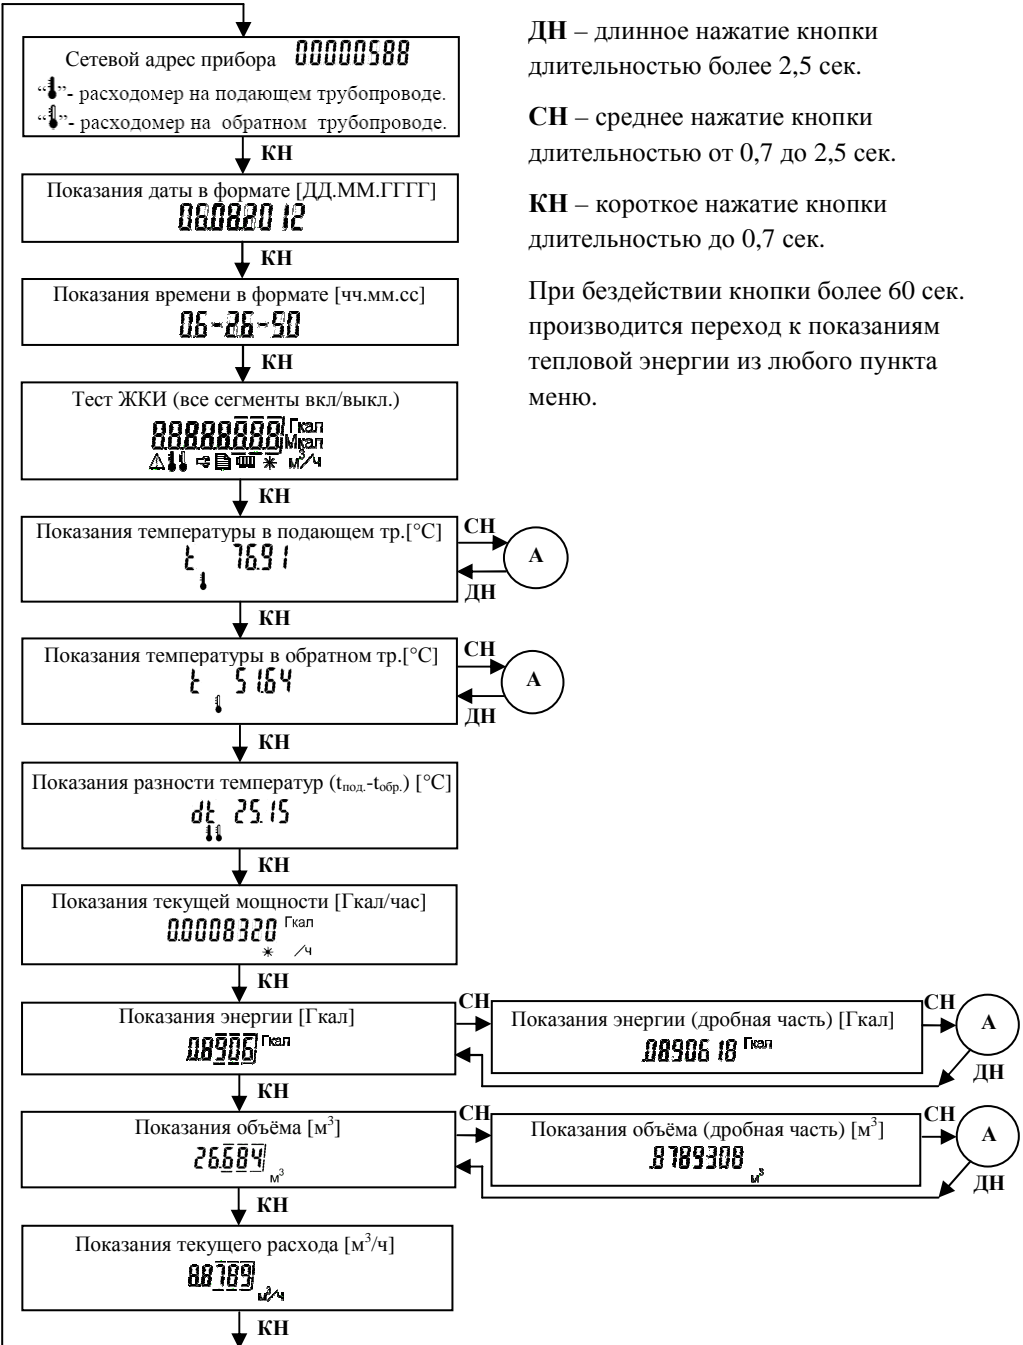 Сетевой адрес прибора 00000588
“ ”- расходомер на подающем трубопроводе.
“ ”- расходомер на обратном трубопроводе.
КН
Показания даты в формате [ДД.ММ.ГГГГ]
06.08.2012
КН
Показания времени в формате [чч.мм.сс]
06-26-50
КН
Тест ЖКИ (все сегменты вкл/выкл.)
88888888 Гкал
Мкал
м³/ч
КН
Показания температуры в подающем тр.[°C]
t 76.91
СН
А
ДН
КН
Показания температуры в обратном тр.[°C]
t 51.64
СН
А
ДН
КН
Показания разности температур (tпод.-tобр.) [°C]
dt 25.15
КН
Показания текущей мощности [Гкал/час]
0.0008320 Гкал
/ч
КН
Показания энергии [Гкал]
0.8906 Гкал
СН
Показания энергии (дробная часть) [Гкал]
.0890618 Гкал
СН
А
ДН
КН
Показания объёма [м³]
26.684
м³
СН
Показания объёма (дробная часть) [м³]
.8789308
м³
СН
А
ДН
КН
Показания текущего расхода [м³/ч]
8.8789
м³/ч
КН
ДН – длинное нажатие кнопки
длительностью более 2,5 сек.
СН – среднее нажатие кнопки
длительностью от 0,7 до 2,5 сек.
КН – короткое нажатие кнопки
длительностью до 0,7 сек.
При бездействии кнопки более 60 сек.
производится переход к показаниям
тепловой энергии из любого пункта
меню.